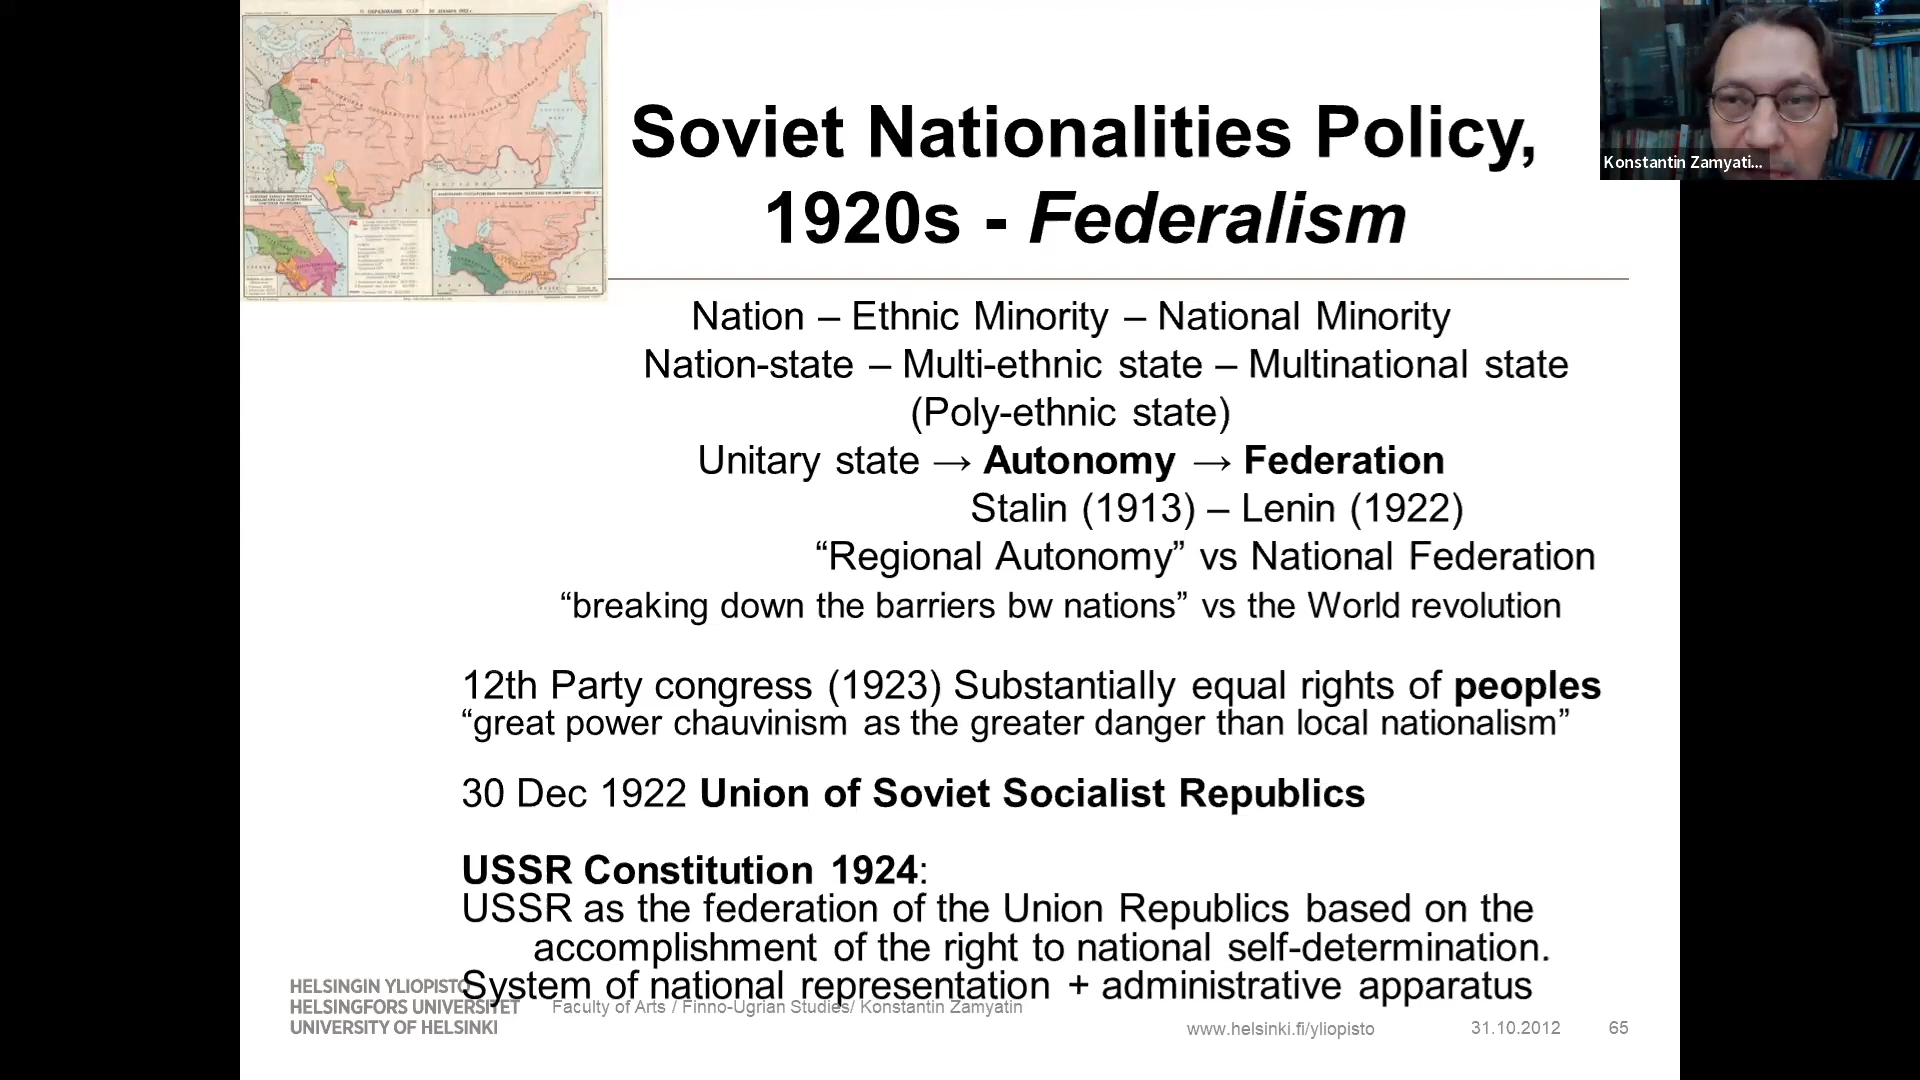 Soviet Nationalities Policy,
1920s - Federalism
Konstantin Zamyati...
Nation – Ethnic Minority – National Minority
Nation-state – Multi-ethnic state – Multinational state
(Poly-ethnic state)
Unitary state → Autonomy → Federation
Stalin (1913) – Lenin (1922)
“Regional Autonomy” vs National Federation
“breaking down the barriers bw nations” vs the World revolution
12th Party congress (1923) Substantially equal rights of peoples
“great power chauvinism as the greater danger than local nationalism”
30 Dec 1922 Union of Soviet Socialist Republics
USSR Constitution 1924:
USSR as the federation of the Union Republics based on the
accomplishment of the right to national self-determination.
System of national representation + administrative apparatus
HELSINGIN YLIOPISTO
HELSINGFORS UNIVERSITET
UNIVERSITY OF HELSINKI
Faculty of Arts / Finno-Ugrian Studies/ Konstantin Zamyatin
www.helsinki.fi/yliopisto
31.10.2012
65